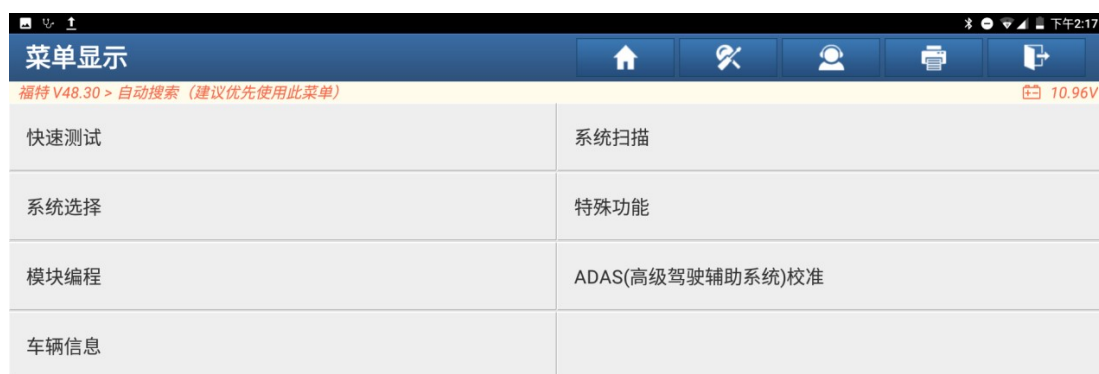 下午2:17
菜单显示
福特 V48.30 > 自动搜索（建议优先使用此菜单）
10.96V
快速测试
系统扫描
系统选择
特殊功能
模块编程
ADAS(高级驾驶辅助系统)校准
车辆信息